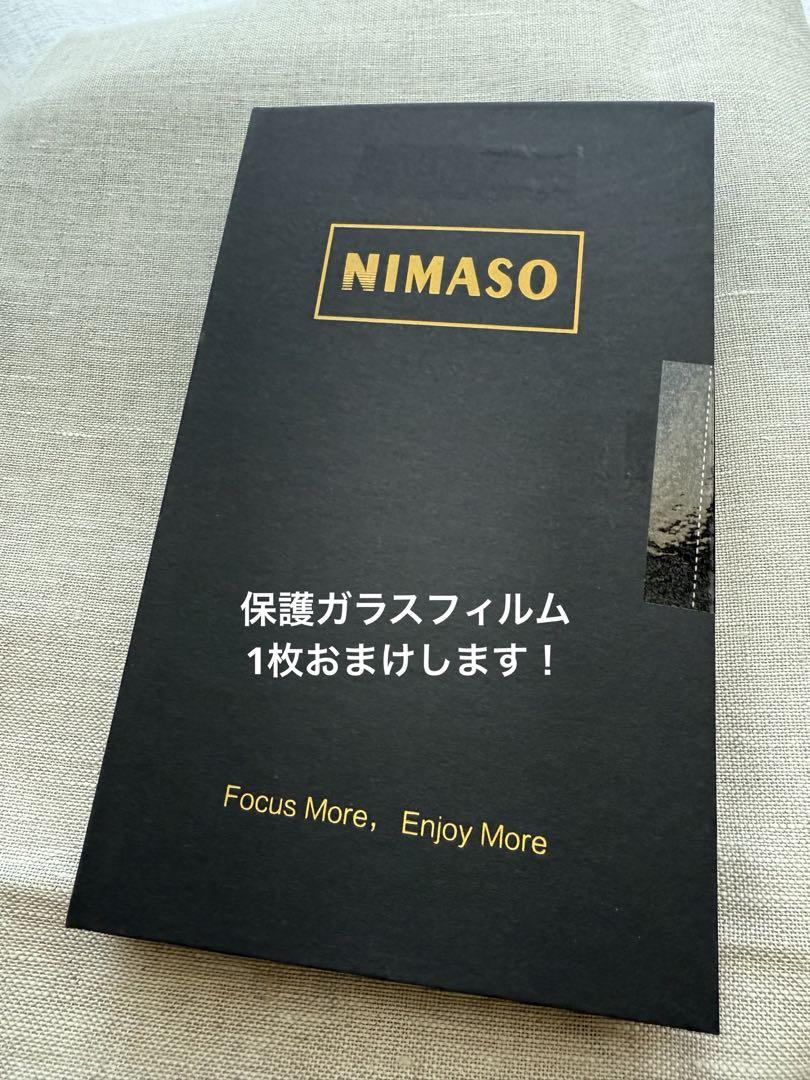 NIMASO
保護ガラスフィルム
1枚おまけします！
Focus More, Enjoy More